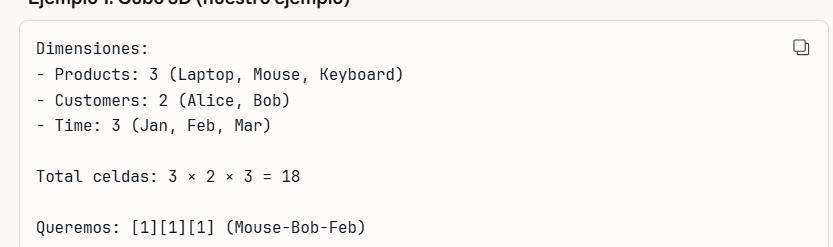 Ejemplo 1: Cubo 3D (nuestro ejemplo)
Dimensiones:
- Products: 3 (Laptop, Mouse, Keyboard)
- Customers: 2 (Alice, Bob)
- Time: 3 (Jan, Feb, Mar)
Total celdas: 3 × 2 × 3 = 18
Queremos: [1][1][1] (Mouse-Bob-Feb)